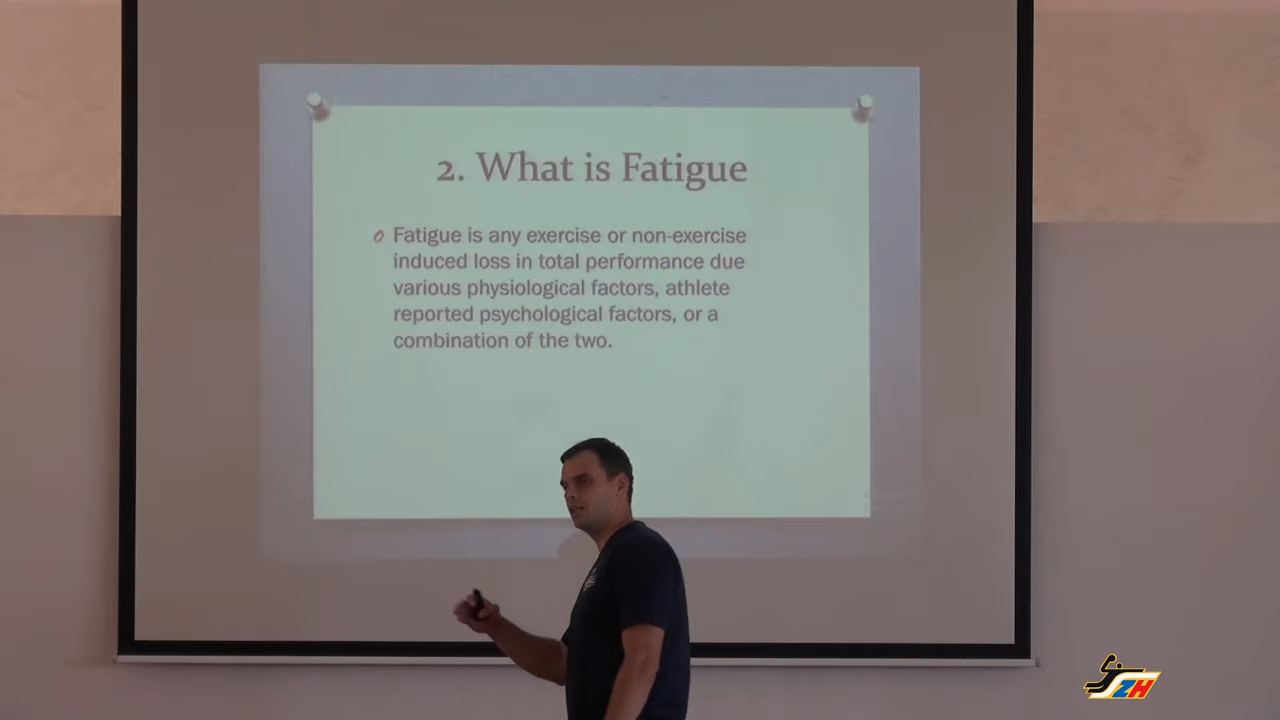 2. What is Fatigue
Fatigue is any exercise or non-exercise
induced loss in total performance due
various physiological factors, athlete
reported psychological factors, or a
combination of the two.
ZH